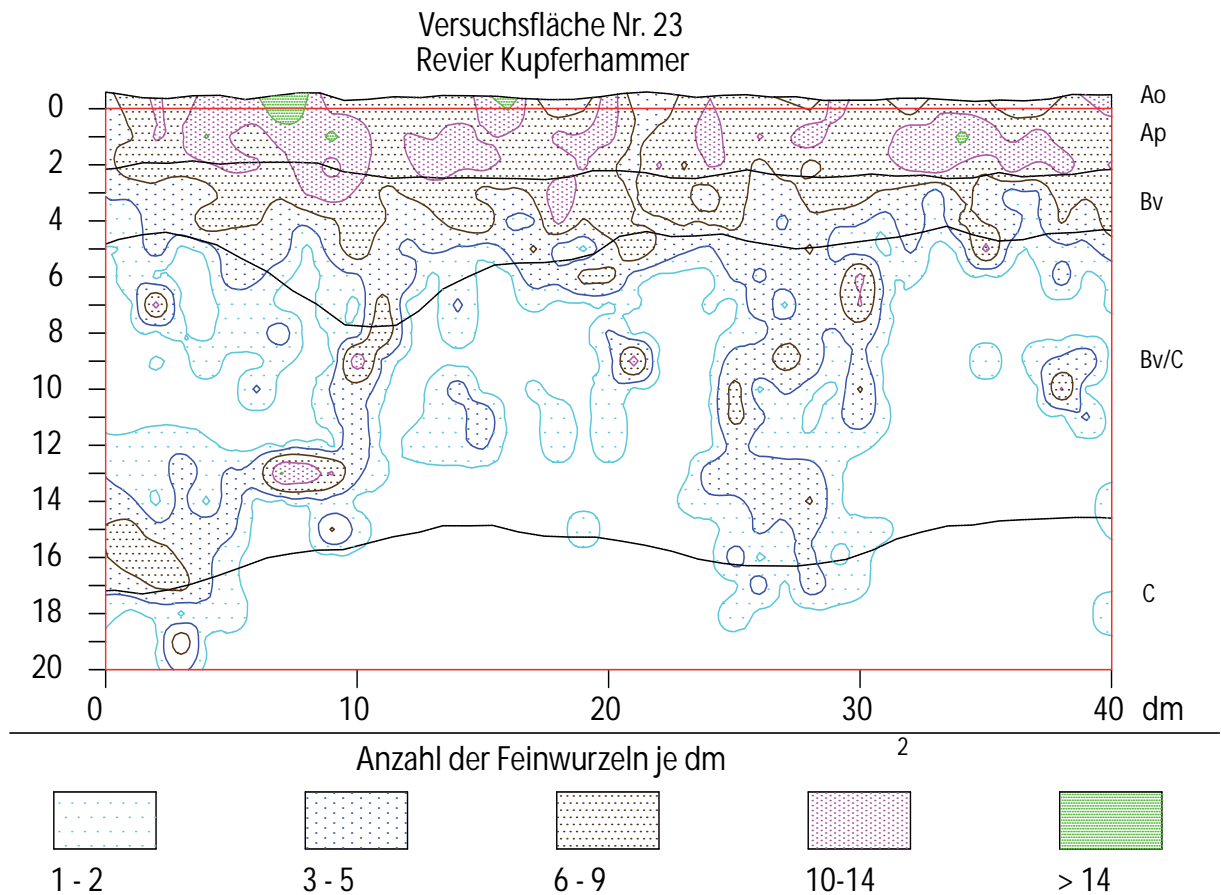 Versuchsfläche Nr. 23
Revier Kupferhammer
0
2
4
6
8
10
12
14
16
18
20
Ao
Ap
Bv
Bv/C
C
0 10 20 30 40 dm
Anzahl der Feinwurzeln je dm 2
1 - 2 3 - 5 6 - 9 10-14 > 14